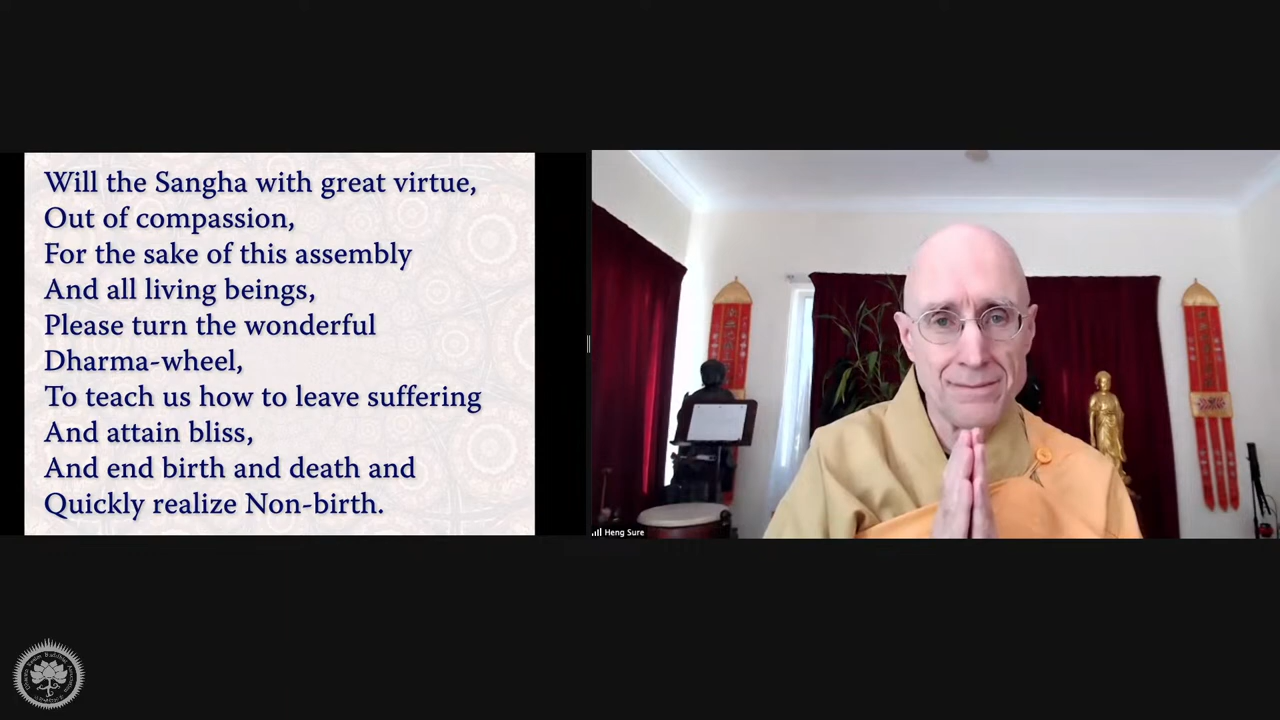 Will the Sangha with great virtue,
Out of compassion,
For the sake of this assembly
And all living beings,
Please turn the wonderful
Dharma-wheel,
To teach us how to leave suffering
And attain bliss,
And end birth and death and
Quickly realize Non-birth.
Heng Sure